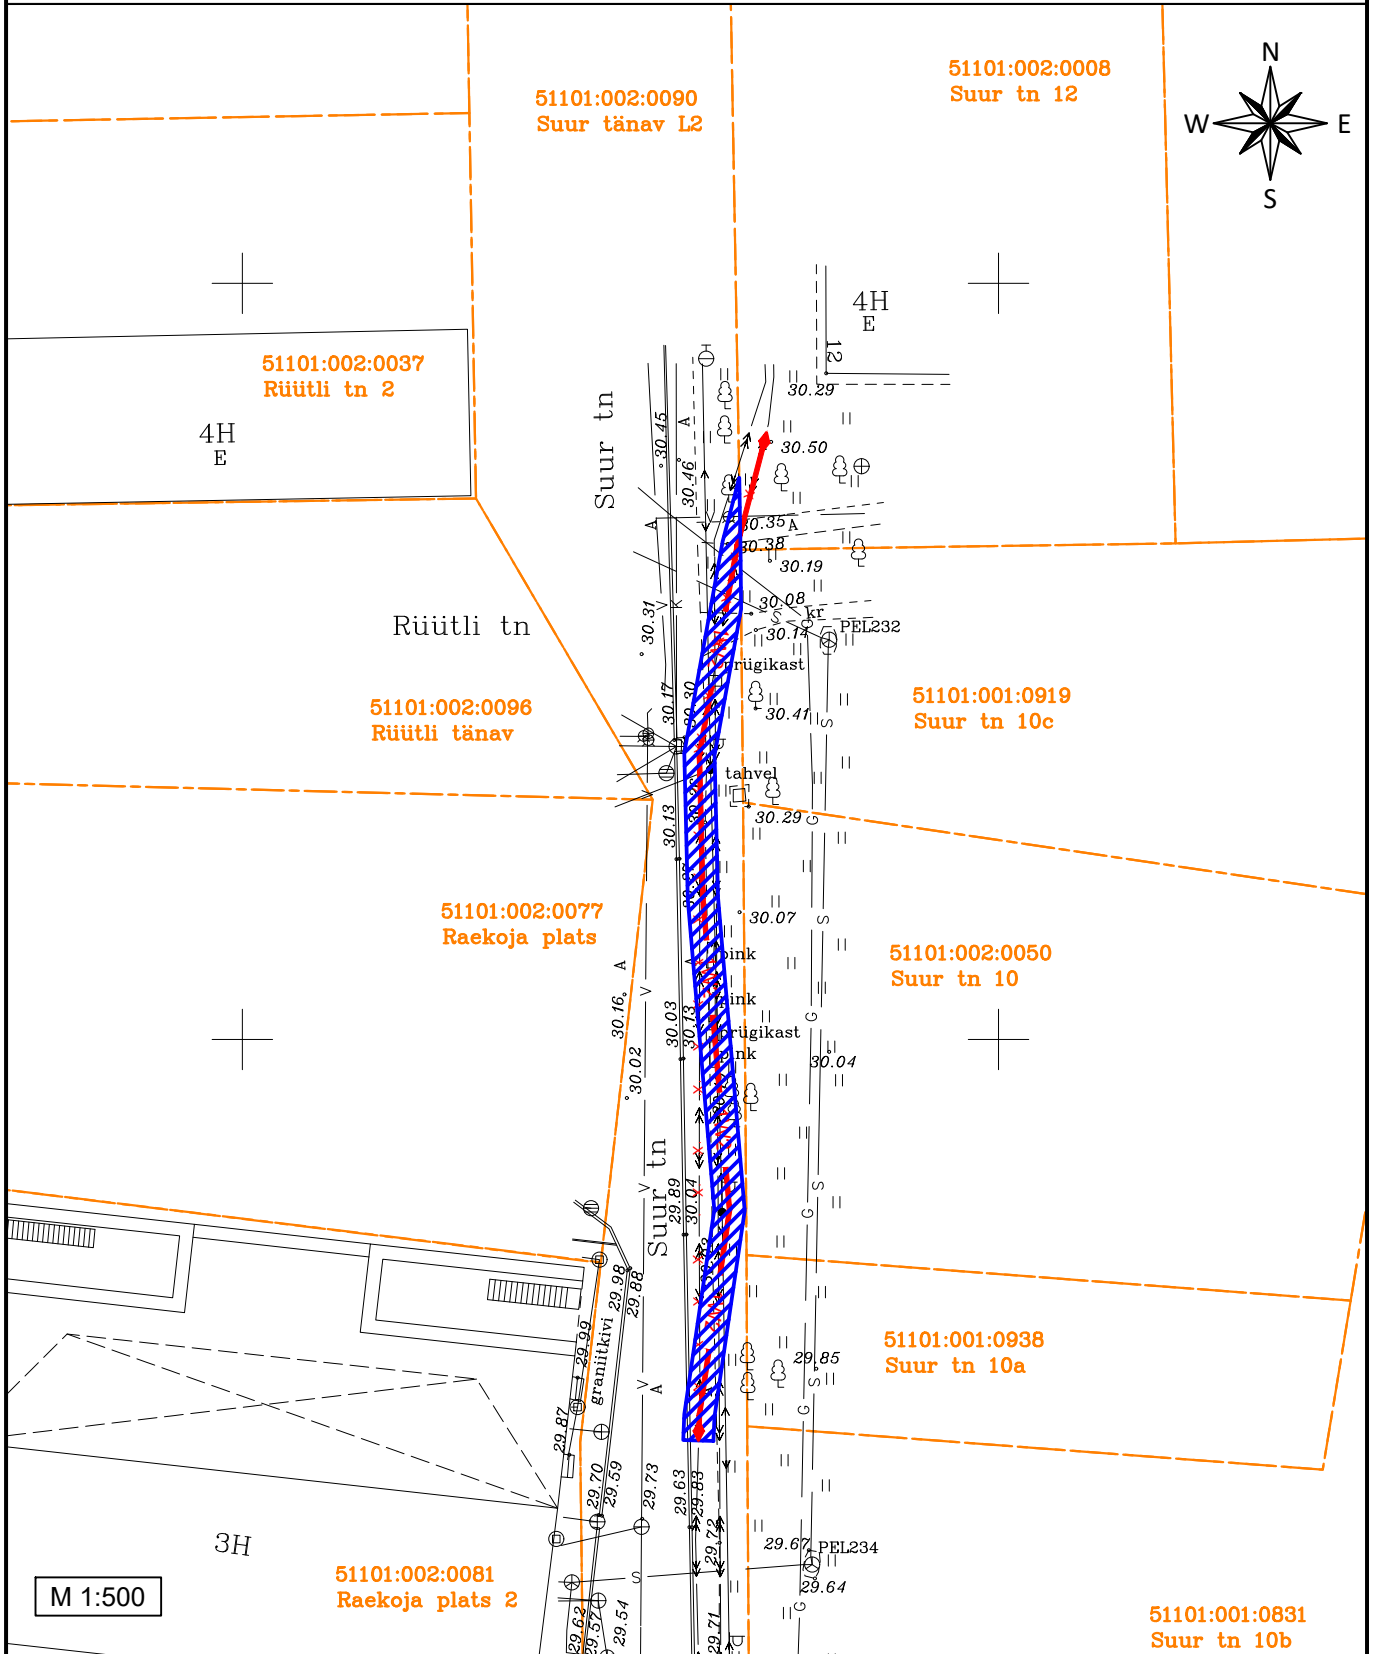 51101:002:0090
Suur tänav L2
51101:002:0008
Suur tn 12
N
W
E
S
4H
E
12
51101:002:0037
Rüütli tn 2
4H
E
Suur tn
30.45
A
30.46
30.29
30.50
A
30.35
A
30.38
30.19
30.08
kr
S
30.14
PEL232
30.31
V
K
Rüütli tn
prügikast
51101:002:0096
Rüütli tänav
30.17
30.30
30.41
S
51101:001:0919
Suur tn 10c
tahvel
30.13
30.29
G
51101:002:0077
Raekoja plats
30.07
S
51101:002:0050
Suur tn 10
pink
A
V
30.16
pink
G
30.03
30.13
prügikast
pink
30.02
30.04
Suur tn
V
29.89
30.04
S
G
29.98
29.88
graniitkivi
29.99
51101:001:0938
Suur tn 10a
29.85
S
V
A
G
29.87
29.70
29.59
29.73
29.63
29.83
29.72
3H
29.67
PEL234
29.64
S
G
51101:002:0081
Raekoja plats 2
M 1:500
29.62
29.57
29.54
29.71
51101:001:0831
Suur tn 10b